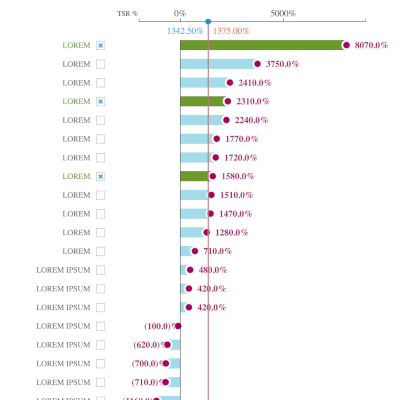 TSR % 0% 5000%
1342.50% 1375.00%
LOREM 8070.0%
LOREM 3750.0%
LOREM 2410.0%
LOREM 2310.0%
LOREM 2240.0%
LOREM 1770.0%
LOREM 1720.0%
LOREM 1580.0%
LOREM 1510.0%
LOREM 1470.0%
LOREM 1280.0%
LOREM 710.0%
LOREM IPSUM 480.0%
LOREM IPSUM 420.0%
LOREM IPSUM 420.0%
LOREM IPSUM (100.0)%
LOREM IPSUM (620.0)%
LOREM IPSUM (700.0)%
LOREM IPSUM (710.0)%
LOREM IPSUM (1160.0)%